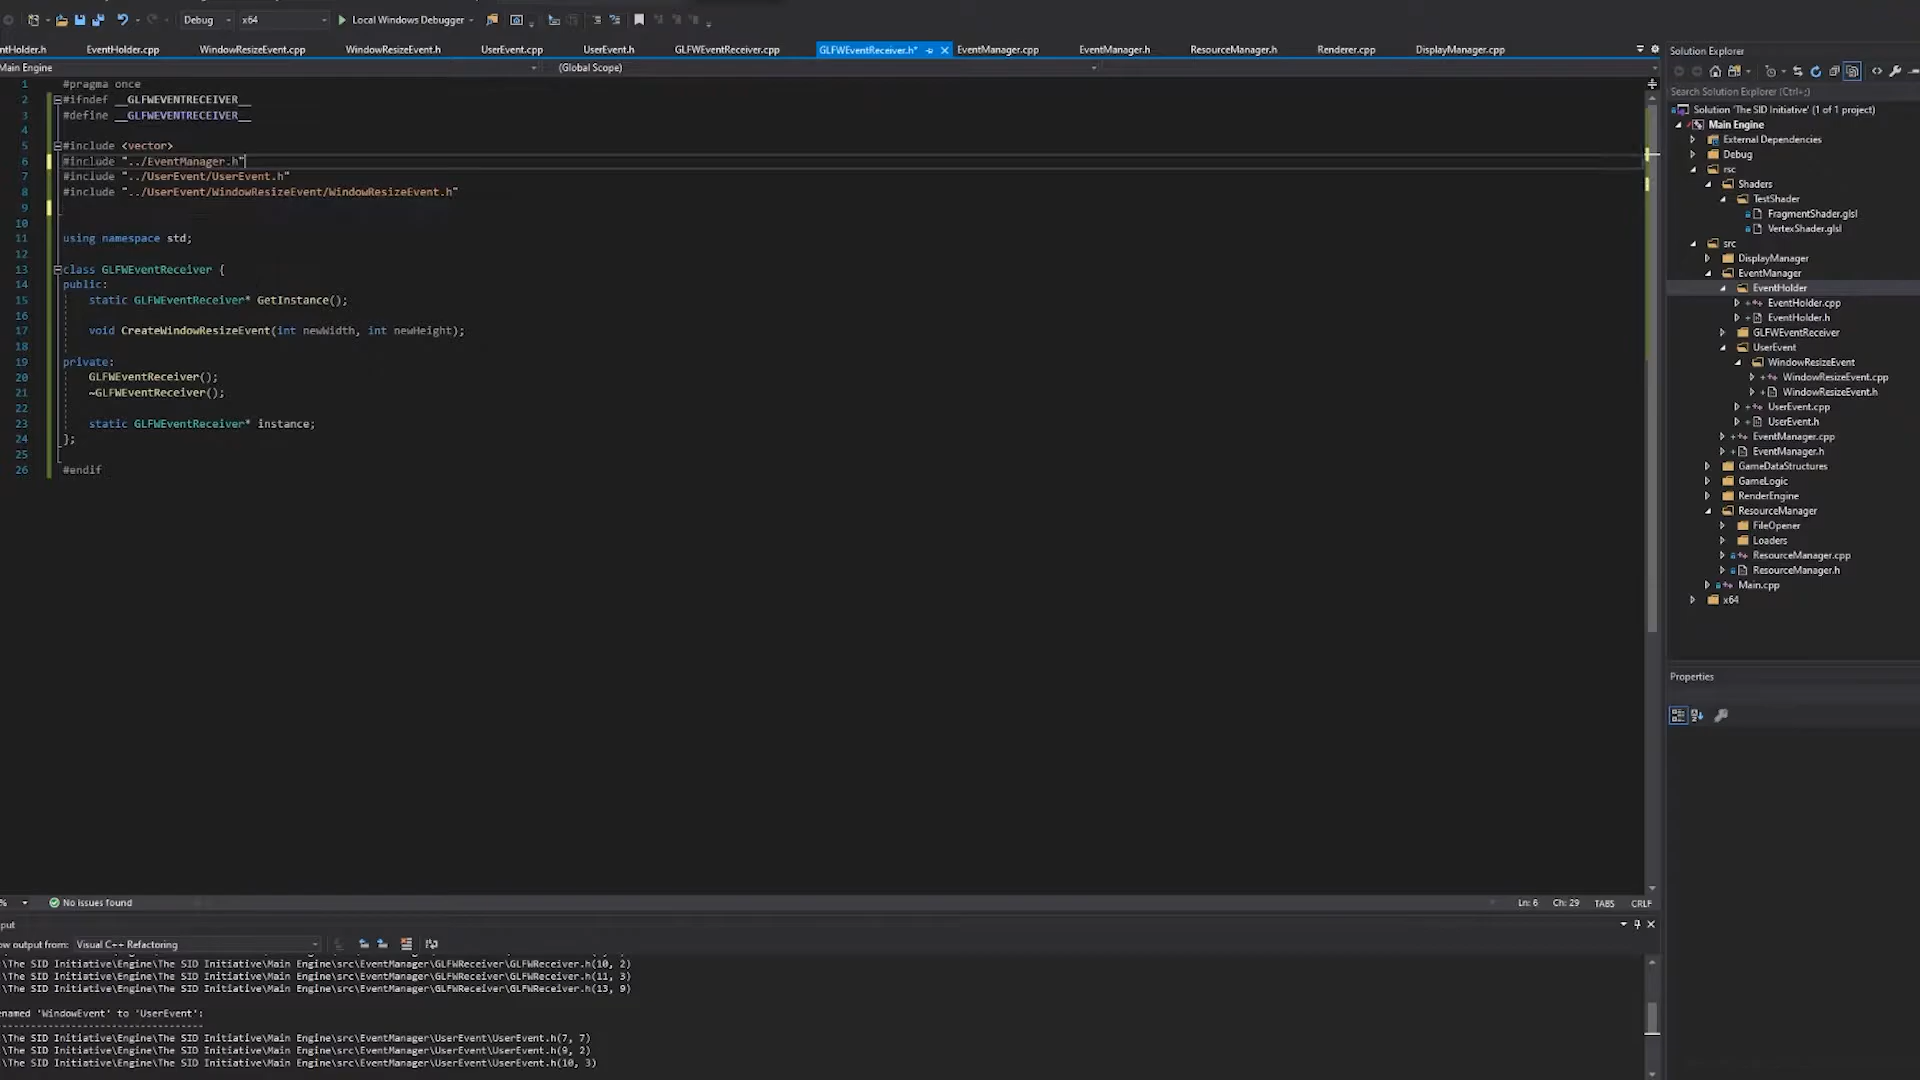 Debug x64 Local Windows Debugger
EventHolder.cpp WindowResizeEvent.cpp WindowResizeEvent.h UserEvent.cpp UserEvent.h GLFWEventReceiver.cpp GLFWEventReceiver.h* EventManager.cpp EventManager.h ResourceManager.h Renderer.cpp DisplayManager.cpp
Main Engine (Global Scope)
1 #pragma once
2 #ifndef __GLFWEVENTRECEIVER__
3 #define __GLFWEVENTRECEIVER__
4
5 #include <vector>
6 #include "../EventManager.h"
7 #include "../UserEvent/UserEvent.h"
8 #include "../UserEvent/WindowResizeEvent/WindowResizeEvent.h"
9
10
11 using namespace std;
12
13 class GLFWEventReceiver {
14 public:
15 static GLFWEventReceiver* GetInstance();
16
17 void CreateWindowResizeEvent(int newWidth, int newHeight);
18
19 private:
20 GLFWEventReceiver();
21 ~GLFWEventReceiver();
22
23 static GLFWEventReceiver* instance;
24 };
25
26 #endif
% No issues found Ln: 6 Ch: 29 TABS CRLF
put
ow output from: Visual C++ Refactoring
\The SID Initiative\Engine\The SID Initiative\Main Engine\src\EventManager\GLFWReceiver\GLFWReceiver.h(10, 2)
\The SID Initiative\Engine\The SID Initiative\Main Engine\src\EventManager\GLFWReceiver\GLFWReceiver.h(11, 3)
\The SID Initiative\Engine\The SID Initiative\Main Engine\src\EventManager\GLFWReceiver\GLFWReceiver.h(13, 9)
enamed 'WindowEvent' to 'UserEvent':
\The SID Initiative\Engine\The SID Initiative\Main Engine\src\EventManager\UserEvent\UserEvent.h(7, 7)
\The SID Initiative\Engine\The SID Initiative\Main Engine\src\EventManager\UserEvent\UserEvent.h(9, 2)
\The SID Initiative\Engine\The SID Initiative\Main Engine\src\EventManager\UserEvent\UserEvent.h(10, 3)
Solution Explorer
Search Solution Explorer (Ctrl+;)
Solution 'The SID Initiative' (1 of 1 project)
Main Engine
External Dependencies
Debug
rsc
Shaders
TestShader
FragmentShader.glsl
VertexShader.glsl
src
DisplayManager
EventManager
EventHolder
EventHolder.cpp
EventHolder.h
GLFWEventReceiver
UserEvent
WindowResizeEvent
WindowResizeEvent.cpp
WindowResizeEvent.h
UserEvent.cpp
UserEvent.h
EventManager.cpp
EventManager.h
GameDataStructures
GameLogic
RenderEngine
ResourceManager
FileOpener
Loaders
ResourceManager.cpp
ResourceManager.h
Main.cpp
x64
Properties